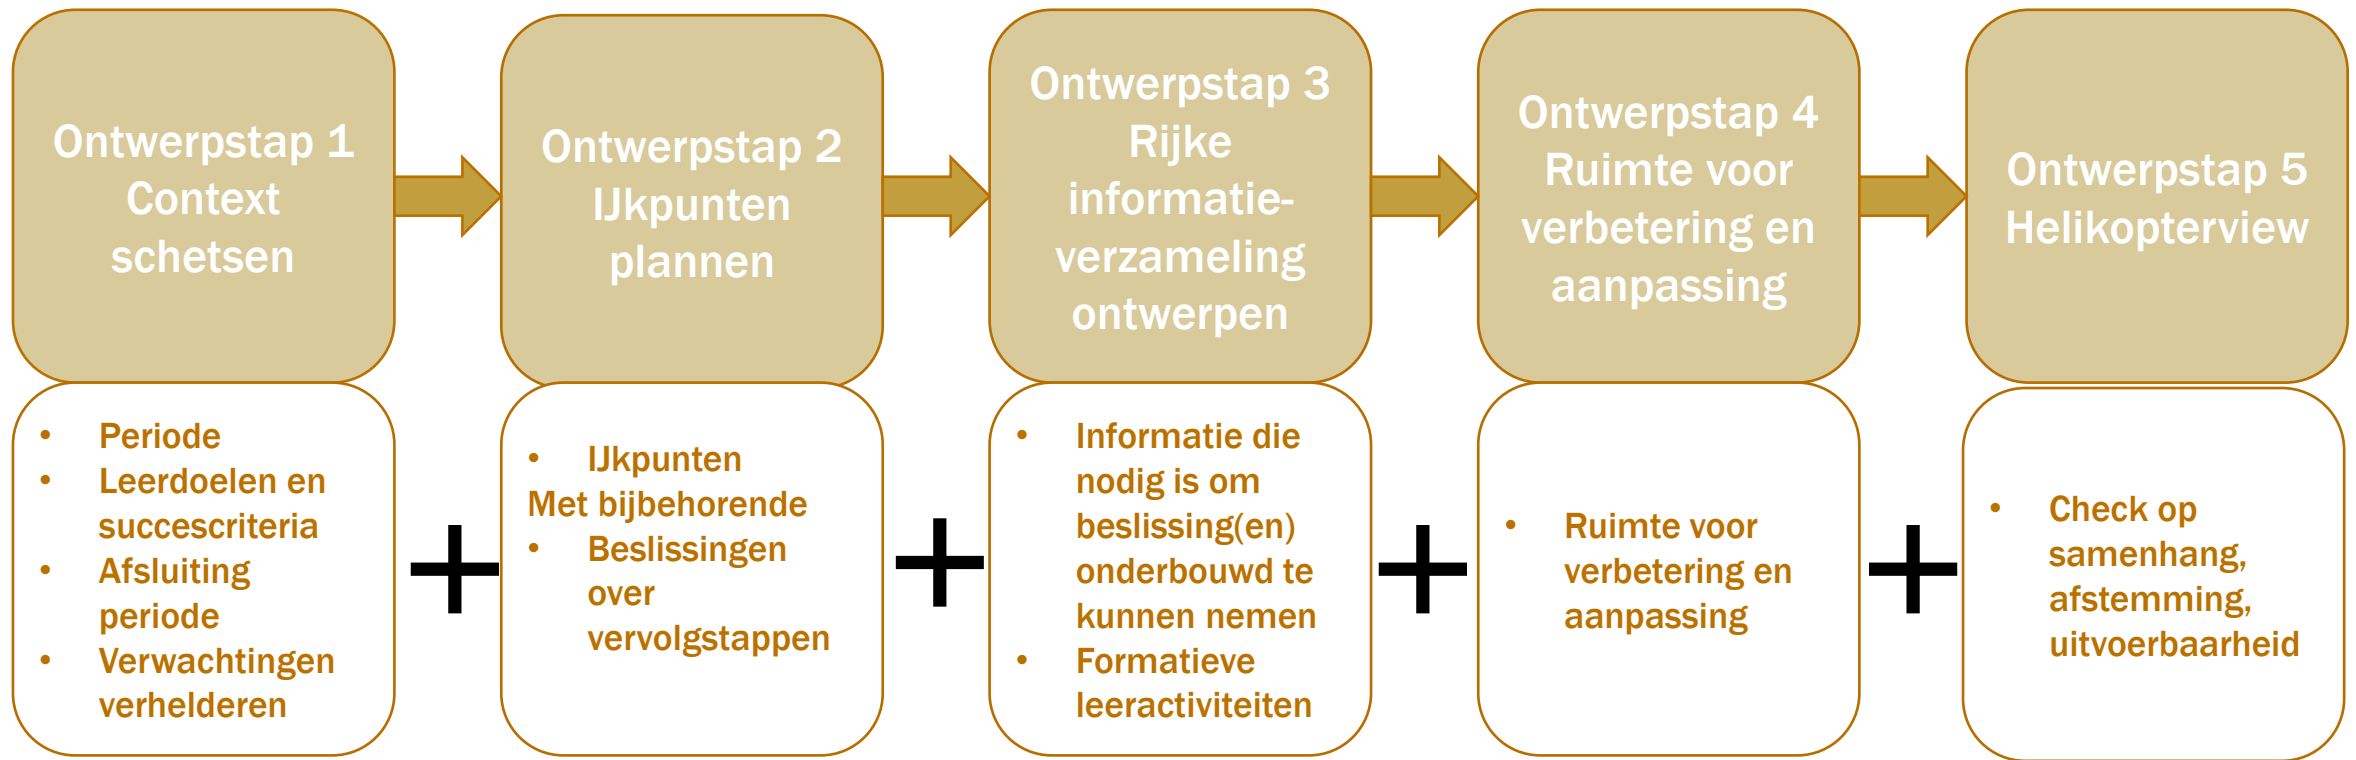 Ontwerpstap 1
Context
schetsen
Ontwerpstap 2
IJkpunten
plannen
Ontwerpstap 3
Rijke
informatie-
verzameling
ontwerpen
Ontwerpstap 4
Ruimte voor
verbetering en
aanpassing
Ontwerpstap 5
Helikopterview
• Periode
• Leerdoelen en
succescriteria
• Afsluiting
periode
• Verwachtingen
verhelderen
• IJkpunten
Met bijbehorende
• Beslissingen
over
vervolgstappen
• Informatie die
nodig is om
beslissing(en)
onderbouwd te
kunnen nemen
• Formatieve
leeractiviteiten
• Ruimte voor
verbetering en
aanpassing
• Check op
samenhang,
afstemming,
uitvoerbaarheid